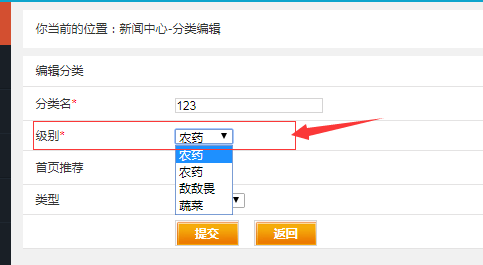 你当前的位置：新闻中心-分类编辑
编辑分类
分类名* 123
级别* 农药
农药
农药
敌敌畏
蔬菜
首页推荐
类型
提交 返回